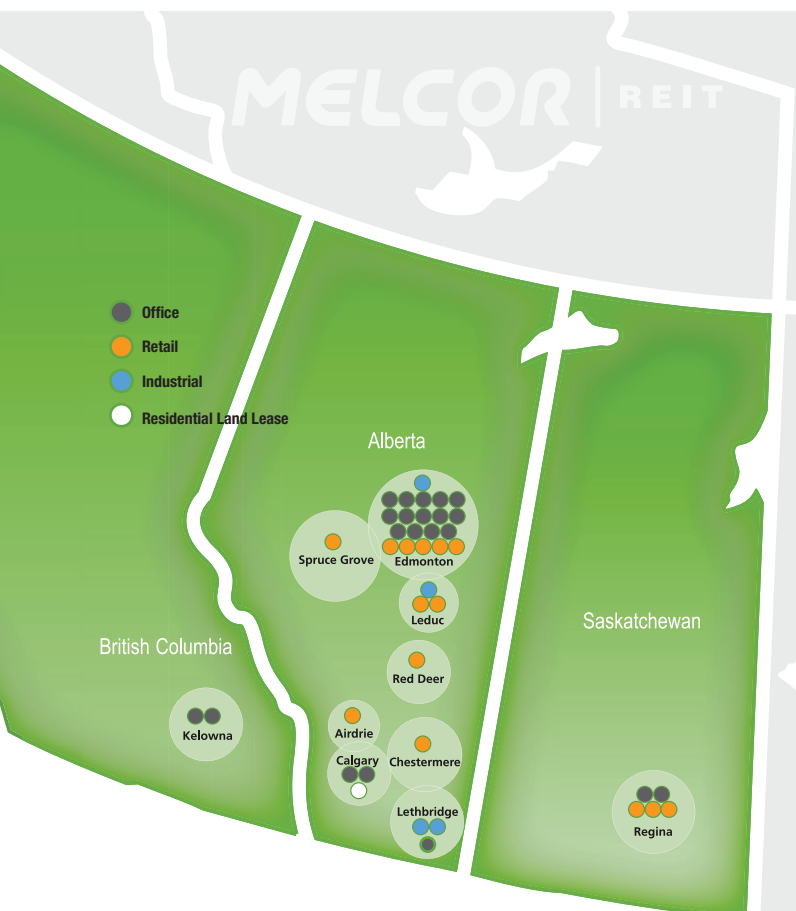 MELCOR | REIT
Office
Retail
Industrial
Residential Land Lease
Alberta
Spruce Grove
Edmonton
Leduc
Saskatchewan
British Columbia
Red Deer
Kelowna
Airdrie
Calgary
Chestermere
Lethbridge
Regina